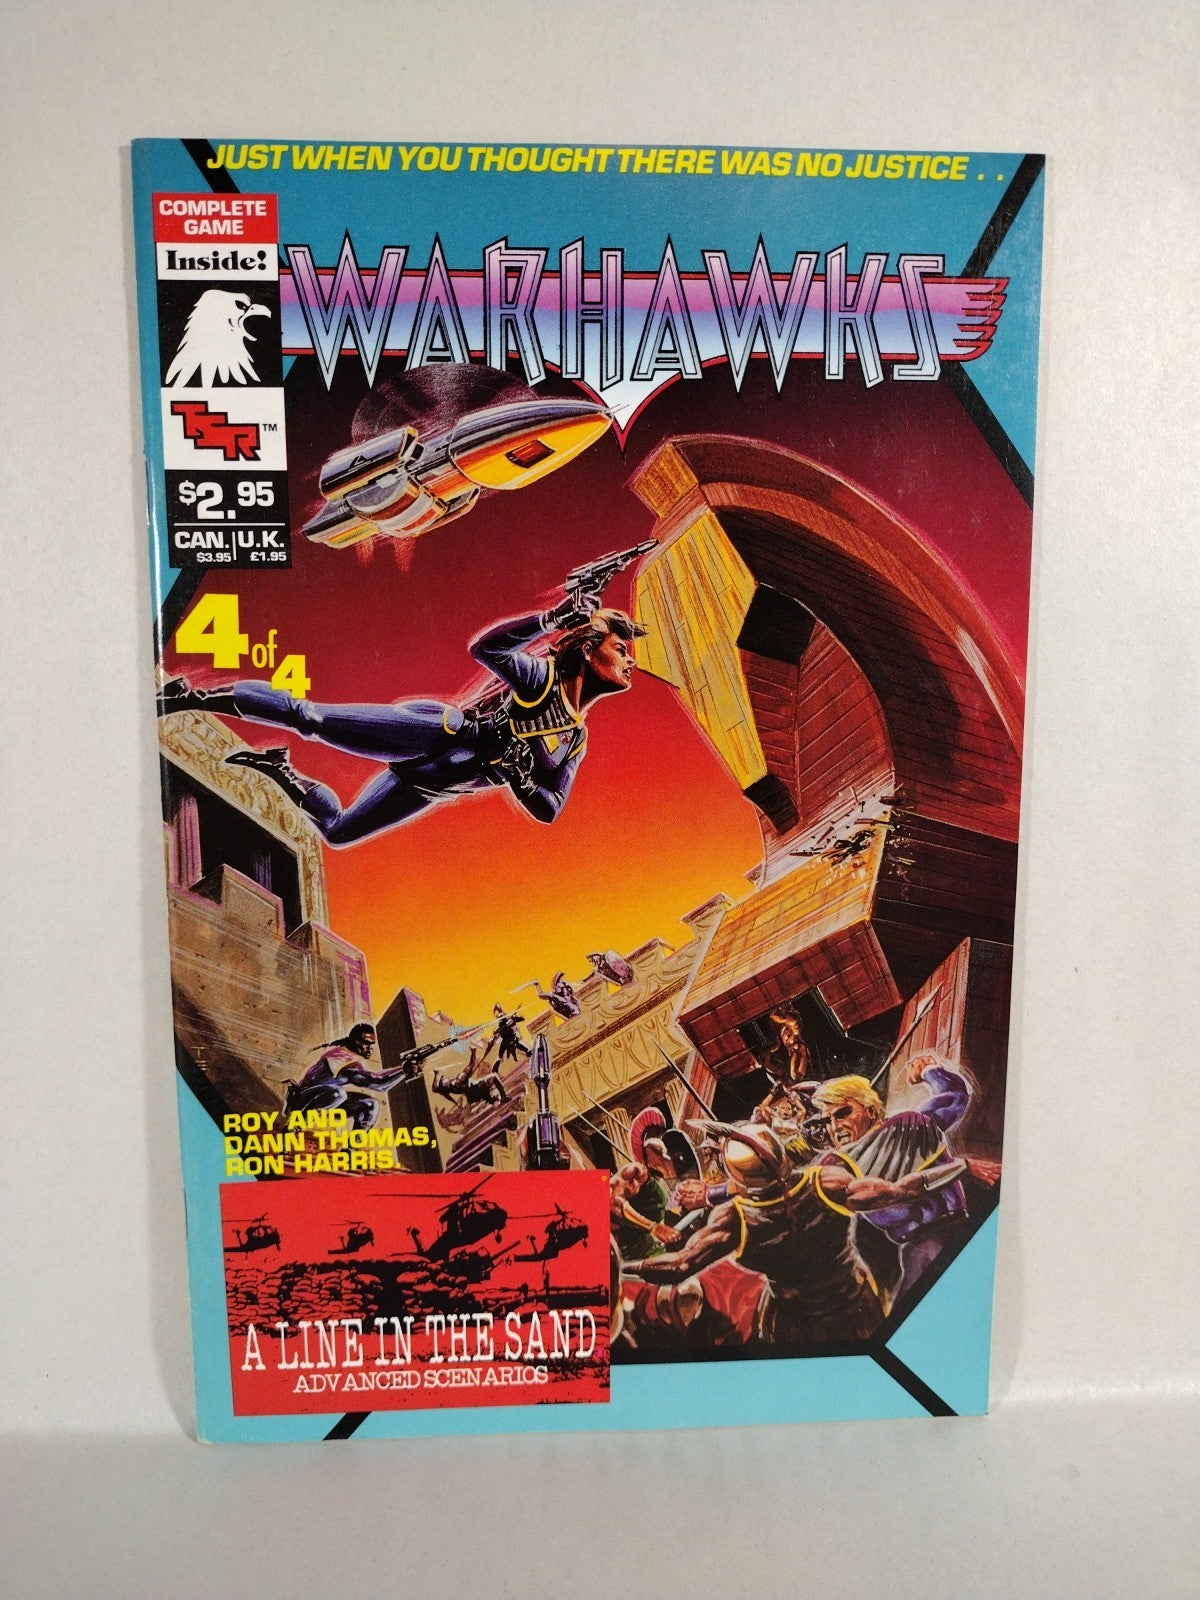 JUST WHEN YOU THOUGHT THERE WAS NO JUSTICE . .
COMPLETE
GAME
Inside!
WARHAWKS
TSR™
$2.95
CAN. U.K.
$3.95 £1.95
4 of 4
ROY AND
DANN THOMAS,
RON HARRIS.
A LINE IN THE SAND
ADVANCED SCENARIOS